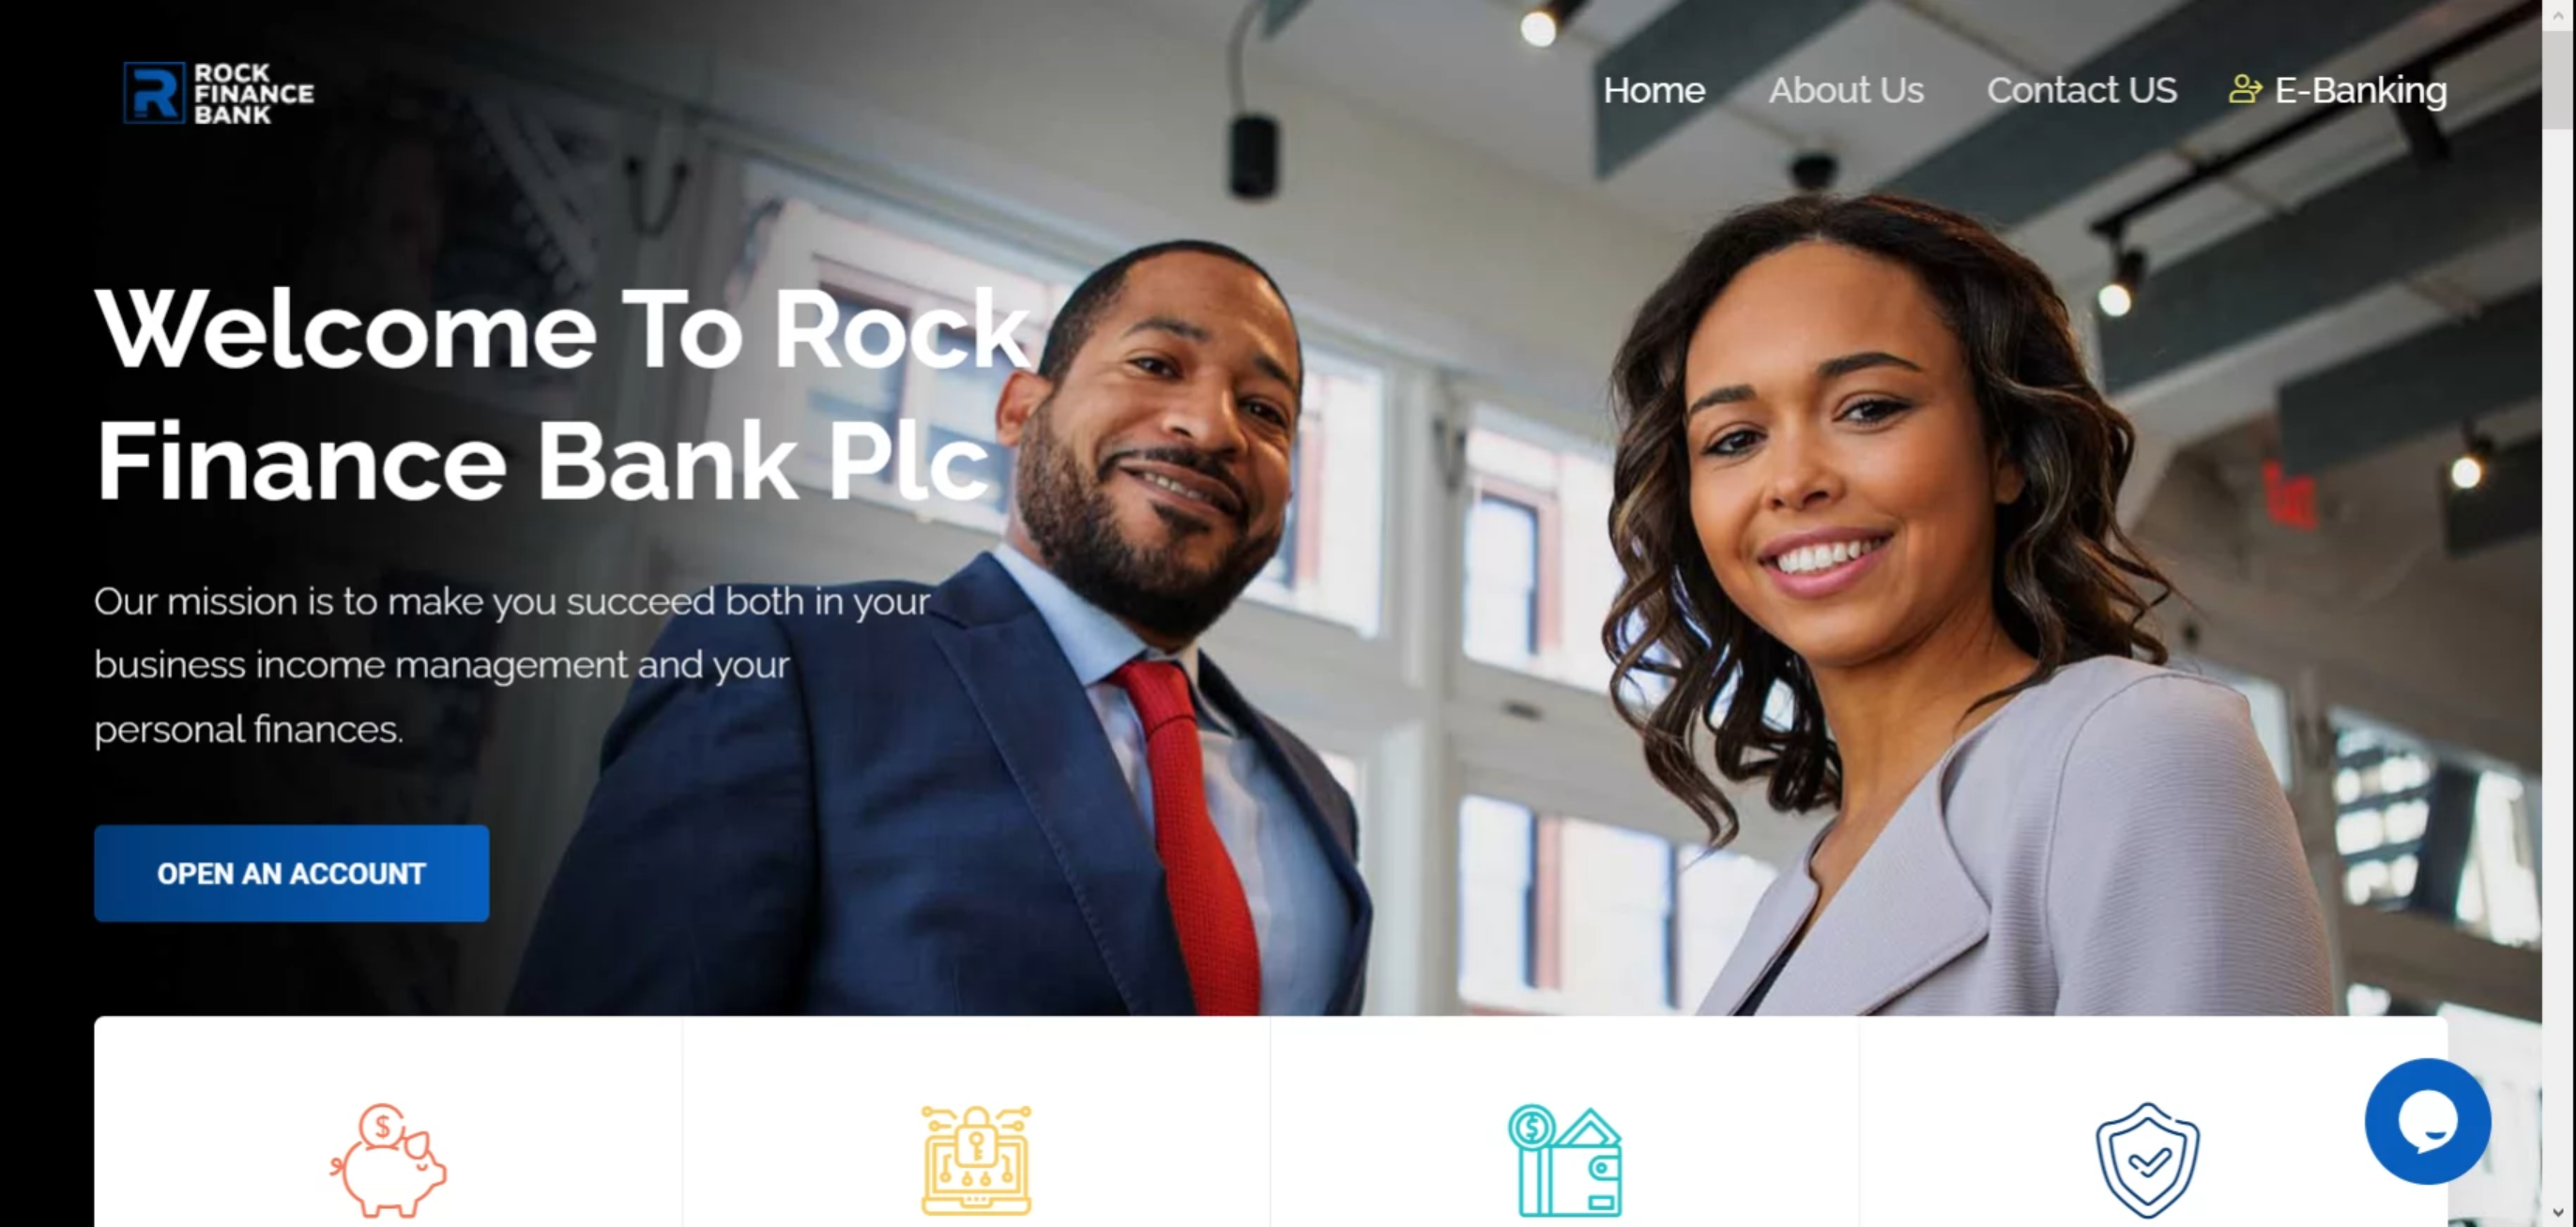 ROCK
FINANCE
BANK
Home About Us Contact US E-Banking
Welcome To Rock
Finance Bank Plc
Our mission is to make you succeed both in your
business income management and your
personal finances.
OPEN AN ACCOUNT